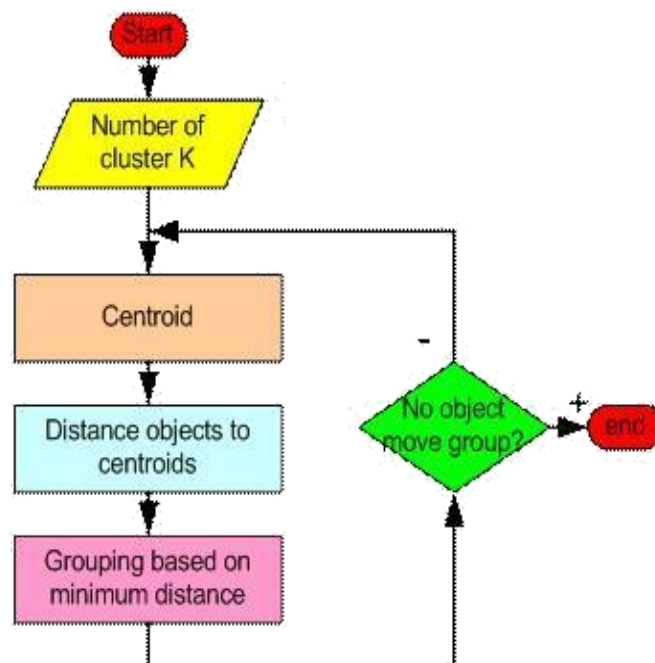 Start
Number of
cluster K
Centroid
Distance objects to
centroids
Grouping based on
minimum distance
-
No object
move group?
+
end